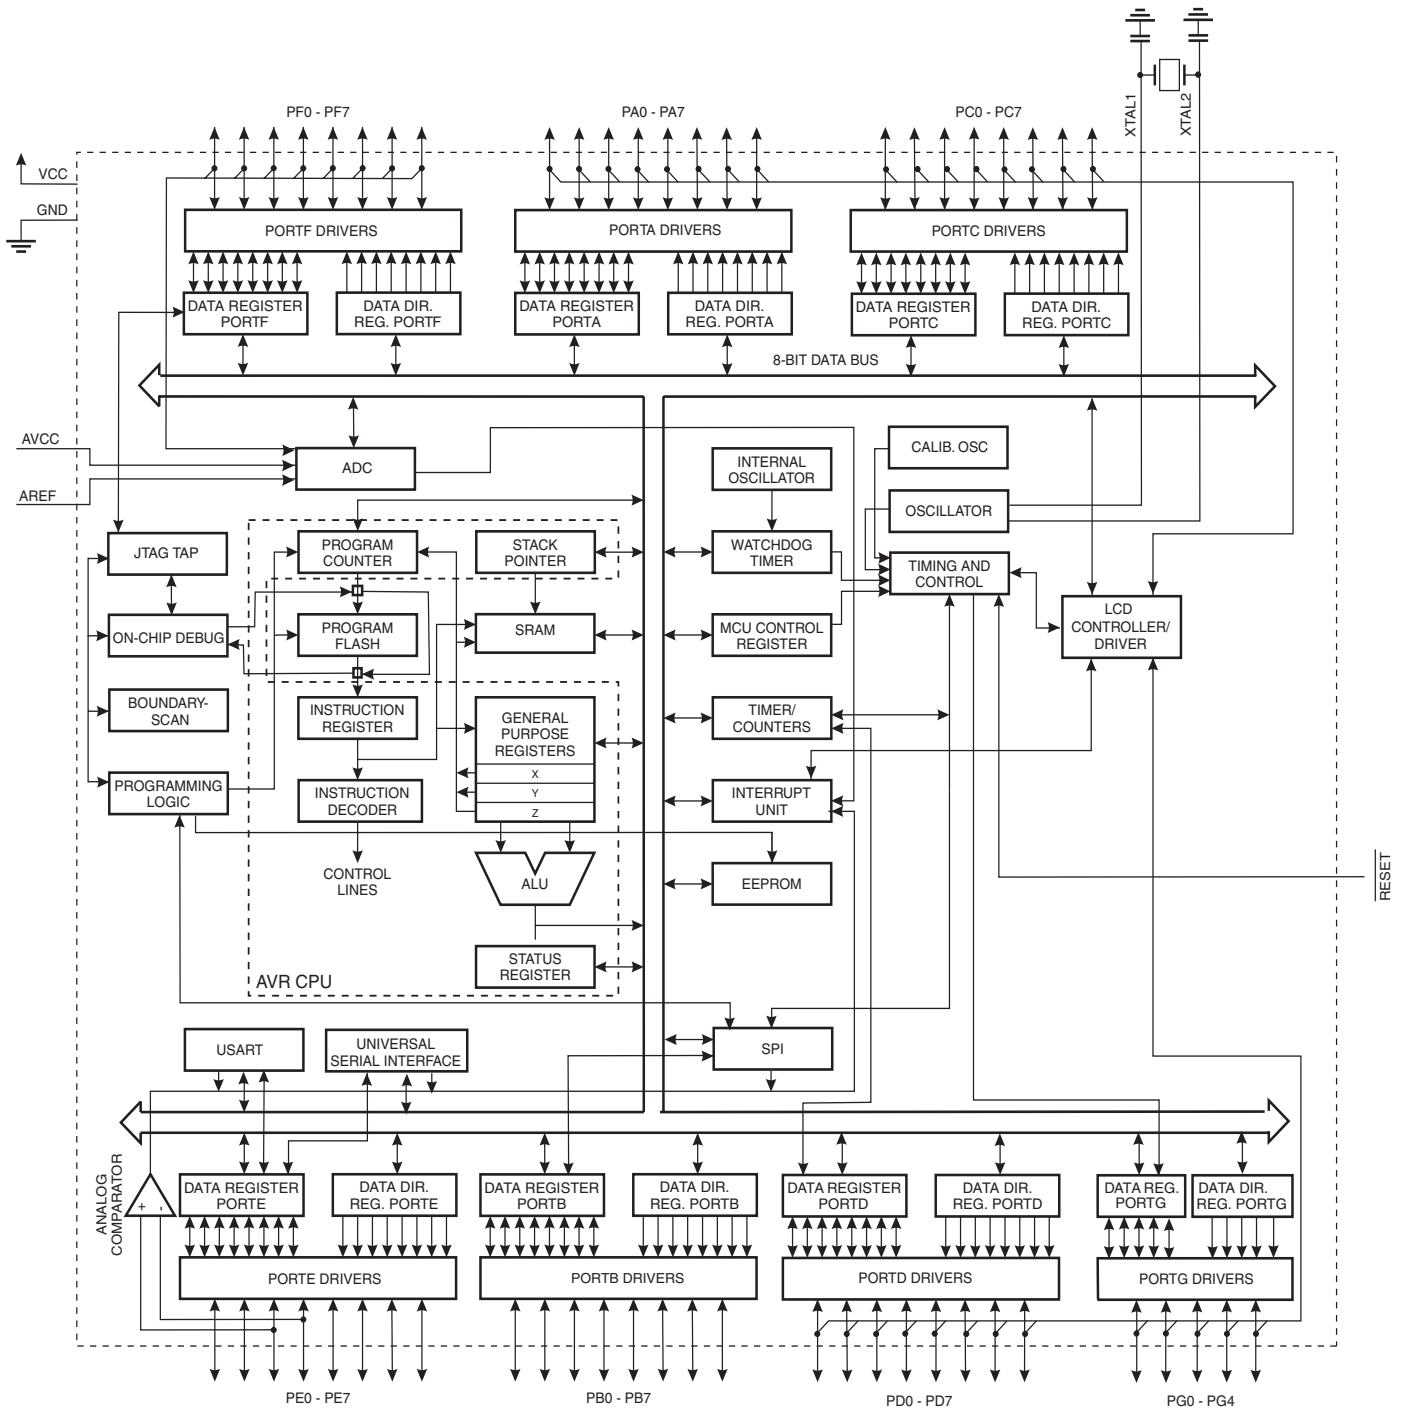 XTAL1
XTAL2
PF0 - PF7
PA0 - PA7
PC0 - PC7
VCC
GND
PORTF DRIVERS
PORTA DRIVERS
PORTC DRIVERS
DATA REGISTER
PORTF
DATA DIR.
REG. PORTF
DATA REGISTER
PORTA
DATA DIR.
REG. PORTA
DATA REGISTER
PORTC
DATA DIR.
REG. PORTC
8-BIT DATA BUS
AVCC
AREF
ADC
INTERNAL
OSCILLATOR
CALIB. OSC
OSCILLATOR
JTAG TAP
PROGRAM
COUNTER
STACK
POINTER
WATCHDOG
TIMER
TIMING AND
CONTROL
ON-CHIP DEBUG
PROGRAM
FLASH
SRAM
MCU CONTROL
REGISTER
LCD
CONTROLLER/
DRIVER
BOUNDARY-
SCAN
INSTRUCTION
REGISTER
GENERAL
PURPOSE
REGISTERS
X
Y
Z
TIMER/
COUNTERS
PROGRAMMING
LOGIC
INSTRUCTION
DECODER
INTERRUPT
UNIT
CONTROL
LINES
ALU
EEPROM
RESET
STATUS
REGISTER
AVR CPU
USART
UNIVERSAL
SERIAL INTERFACE
SPI
ANALOG
COMPARATOR
+
-
DATA REGISTER
PORTE
DATA DIR.
REG. PORTE
DATA REGISTER
PORTB
DATA DIR.
REG. PORTB
DATA REGISTER
PORTD
DATA DIR.
REG. PORTD
DATA REG.
PORTG
DATA DIR.
REG. PORTG
PORTE DRIVERS
PORTB DRIVERS
PORTD DRIVERS
PORTG DRIVERS
PE0 - PE7
PB0 - PB7
PD0 - PD7
PG0 - PG4